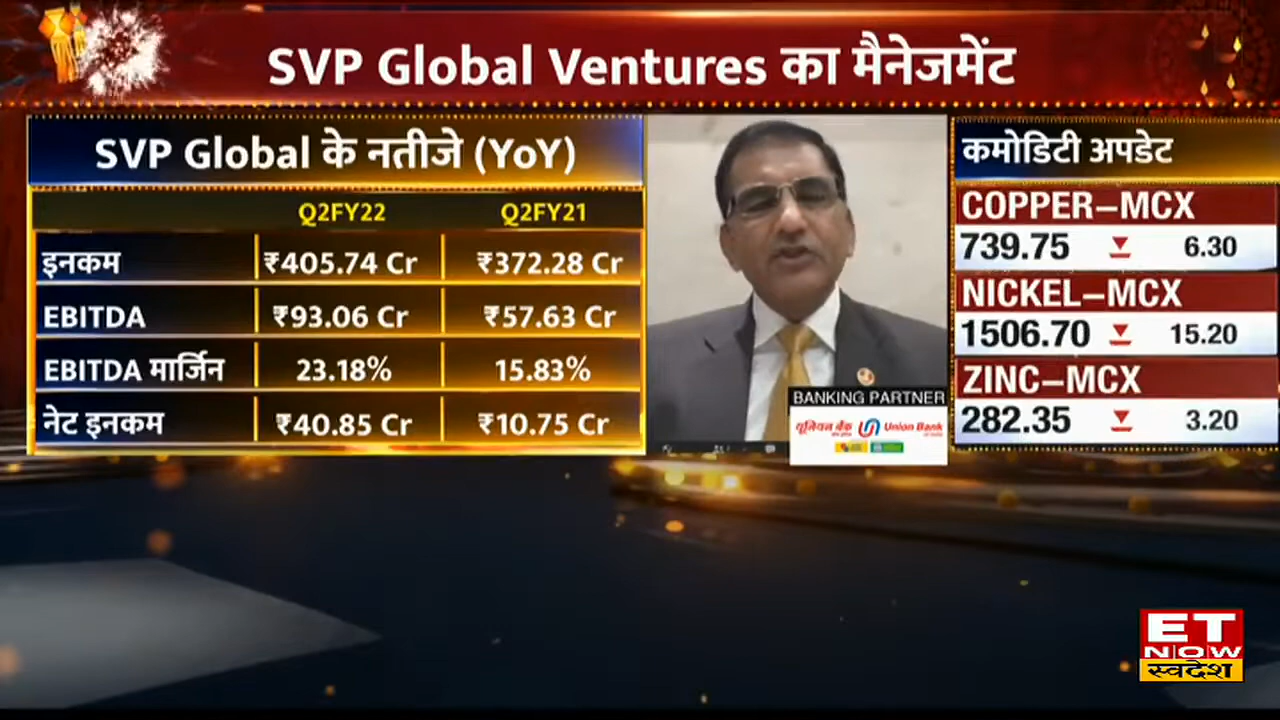 SVP Global Ventures का मैनेजमेंट
SVP Global के नतीजे (YoY)
Q2FY22 Q2FY21
इनकम ₹405.74 Cr ₹372.28 Cr
EBITDA ₹93.06 Cr ₹57.63 Cr
EBITDA मार्जिन 23.18% 15.83%
नेट इनकम ₹40.85 Cr ₹10.75 Cr
BANKING PARTNER
यूनियन बैंक Union Bank
कमोडिटी अपडेट
COPPER–MCX
739.75 6.30
NICKEL–MCX
1506.70 15.20
ZINC–MCX
282.35 3.20
ET
NOW
स्वदेश